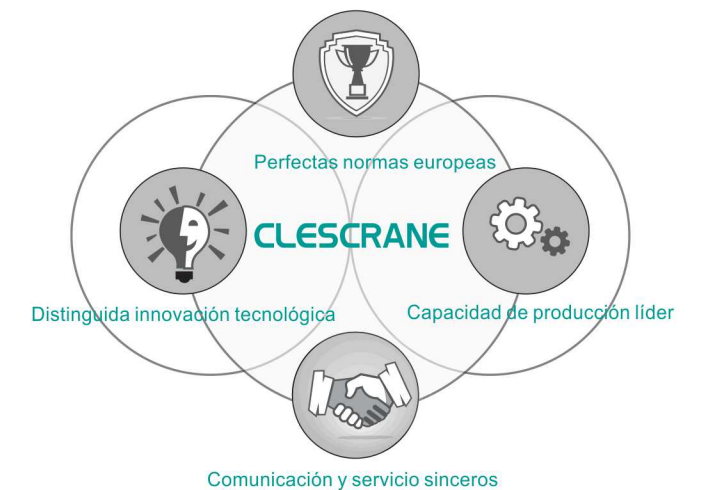 Perfectas normas europeas
CLESCRANE
Distinguida innovación tecnológica
Capacidad de producción líder
Comunicación y servicio sinceros